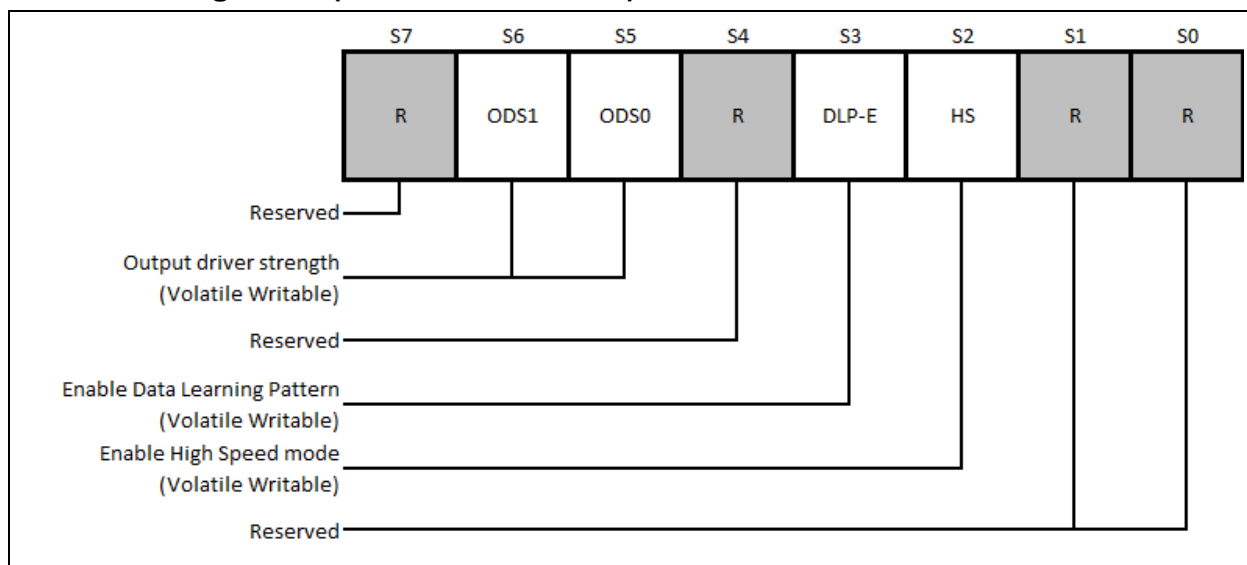 S7 S6 S5 S4 S3 S2 S1 S0
R ODS1 ODS0 R DLP-E HS R R
Reserved
Output driver strength
(Volatile Writable)
Reserved
Enable Data Learning Pattern
(Volatile Writable)
Enable High Speed mode
(Volatile Writable)
Reserved